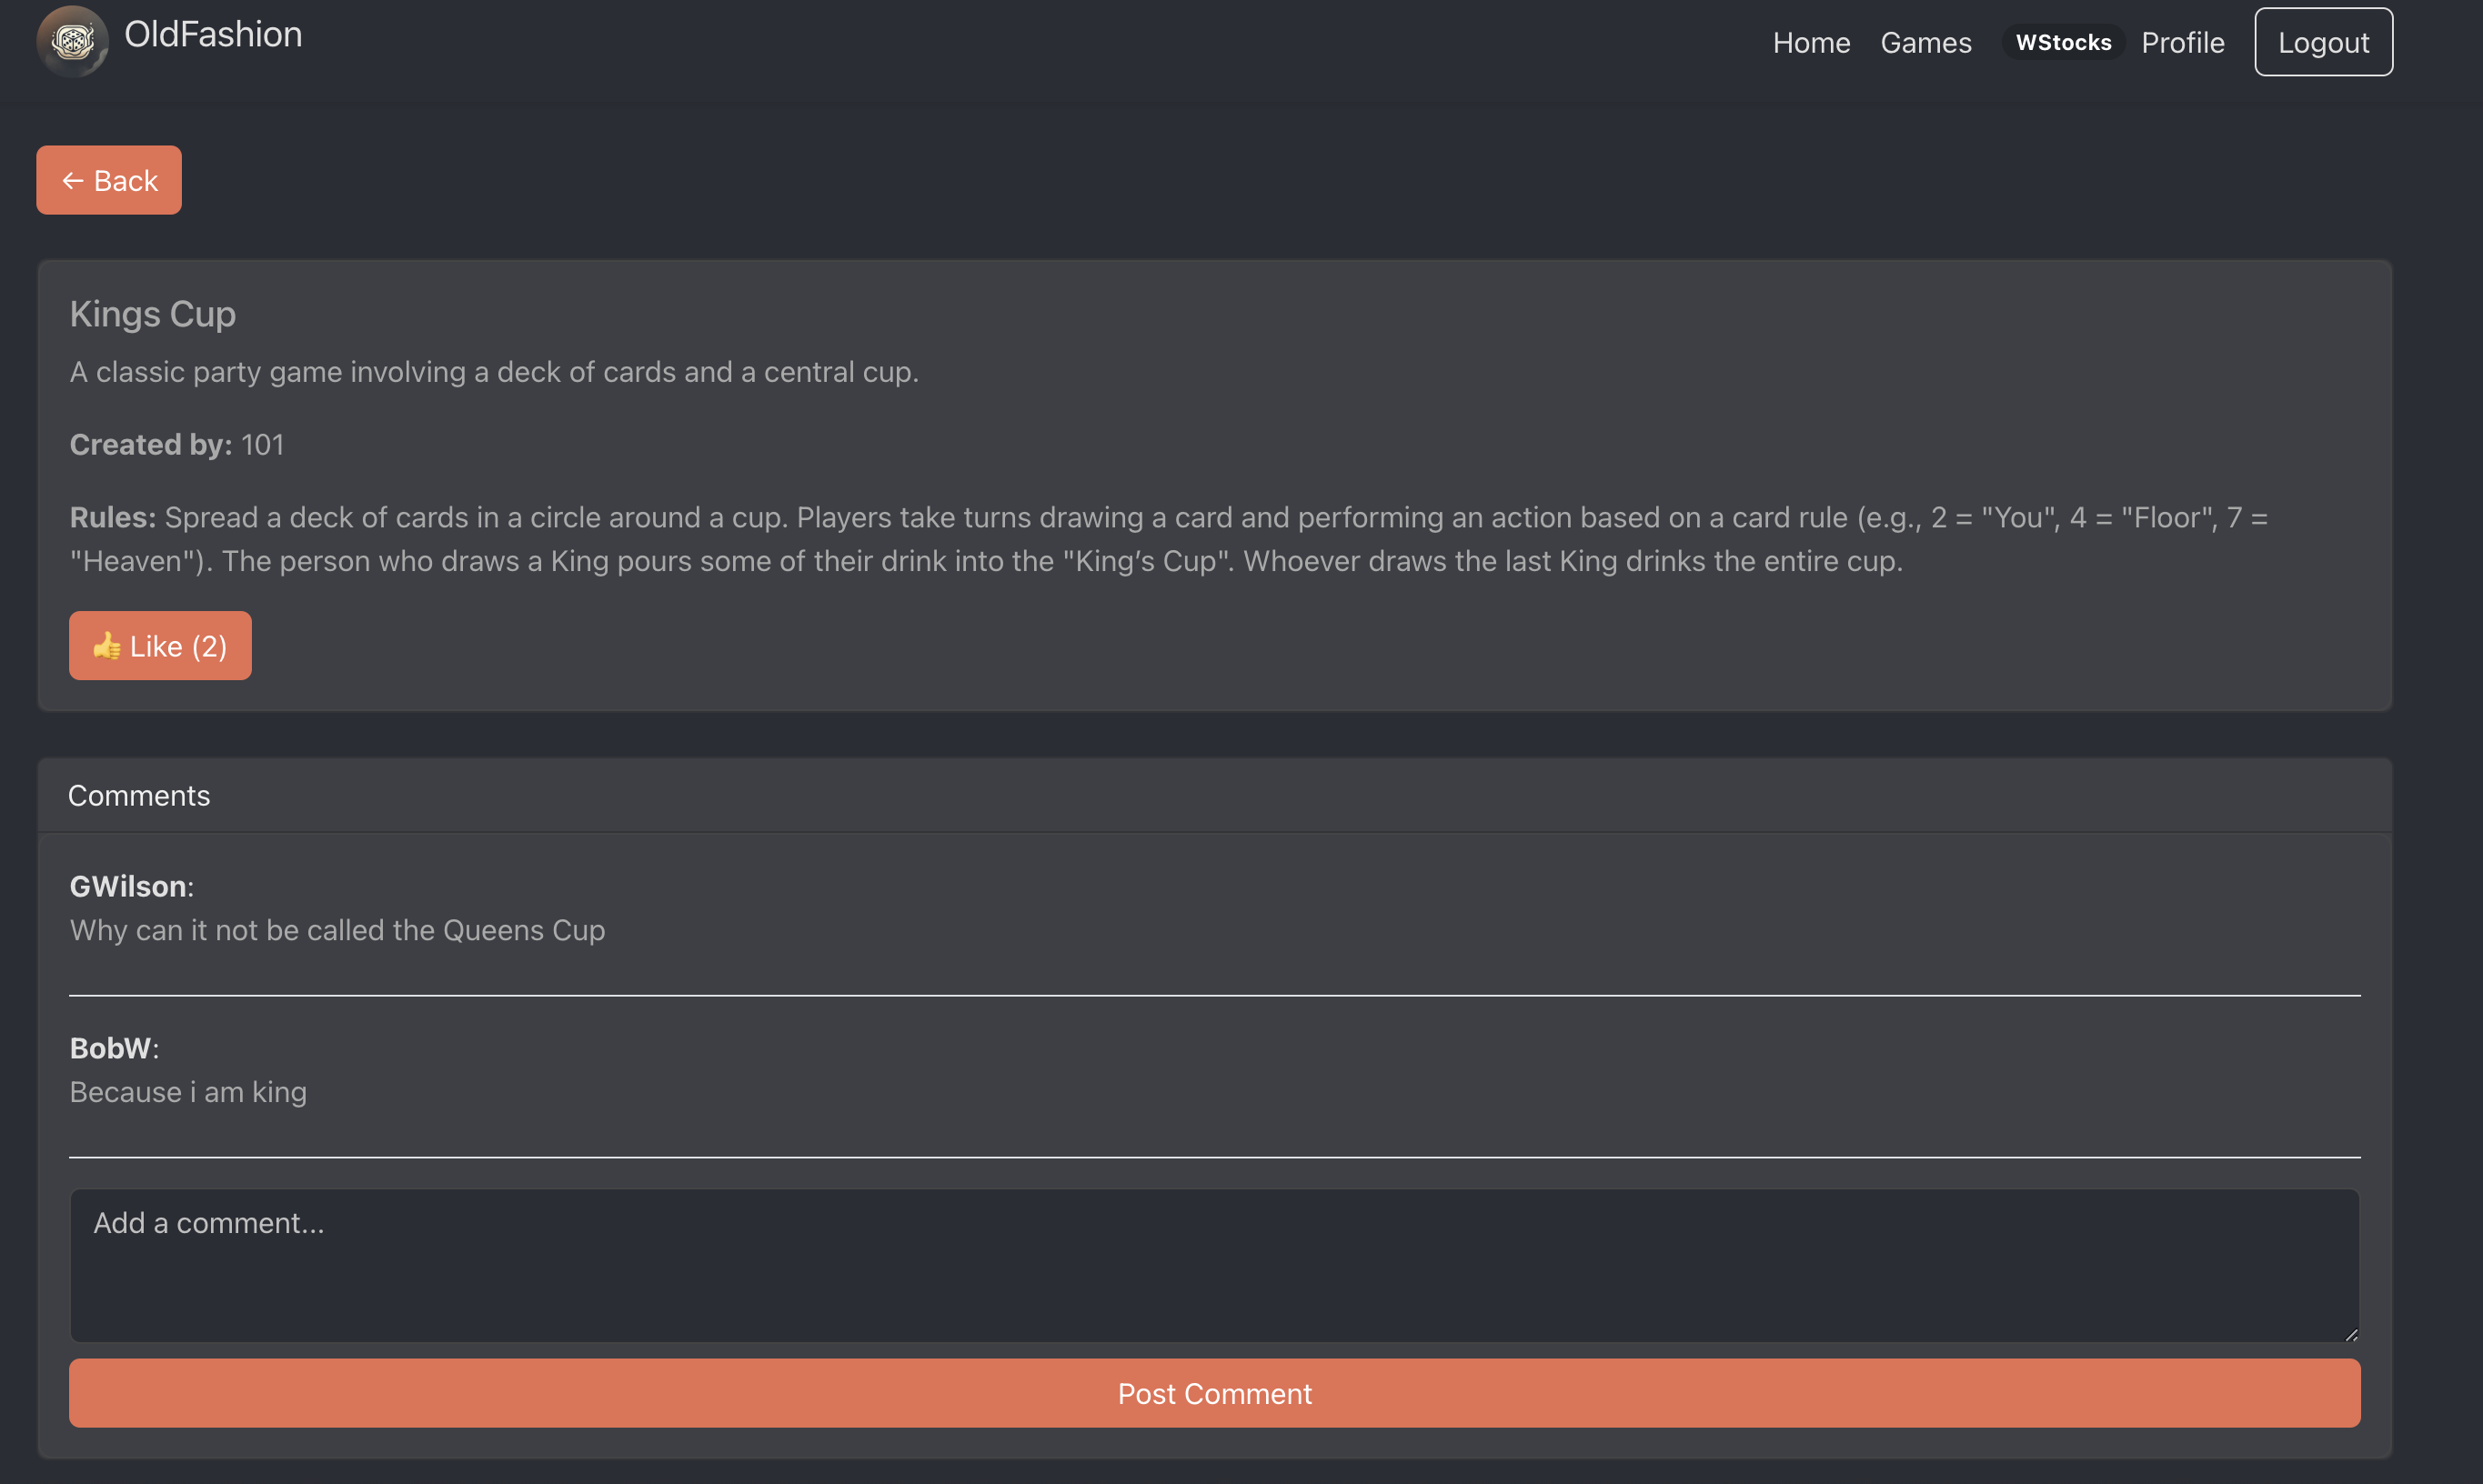 OldFashion
Home Games WStocks Profile Logout
← Back
Kings Cup
A classic party game involving a deck of cards and a central cup.
Created by: 101
Rules: Spread a deck of cards in a circle around a cup. Players take turns drawing a card and performing an action based on a card rule (e.g., 2 = "You", 4 = "Floor", 7 =
"Heaven"). The person who draws a King pours some of their drink into the "King’s Cup". Whoever draws the last King drinks the entire cup.
👍 Like (2)
Comments
GWilson:
Why can it not be called the Queens Cup
BobW:
Because i am king
Add a comment...
Post Comment